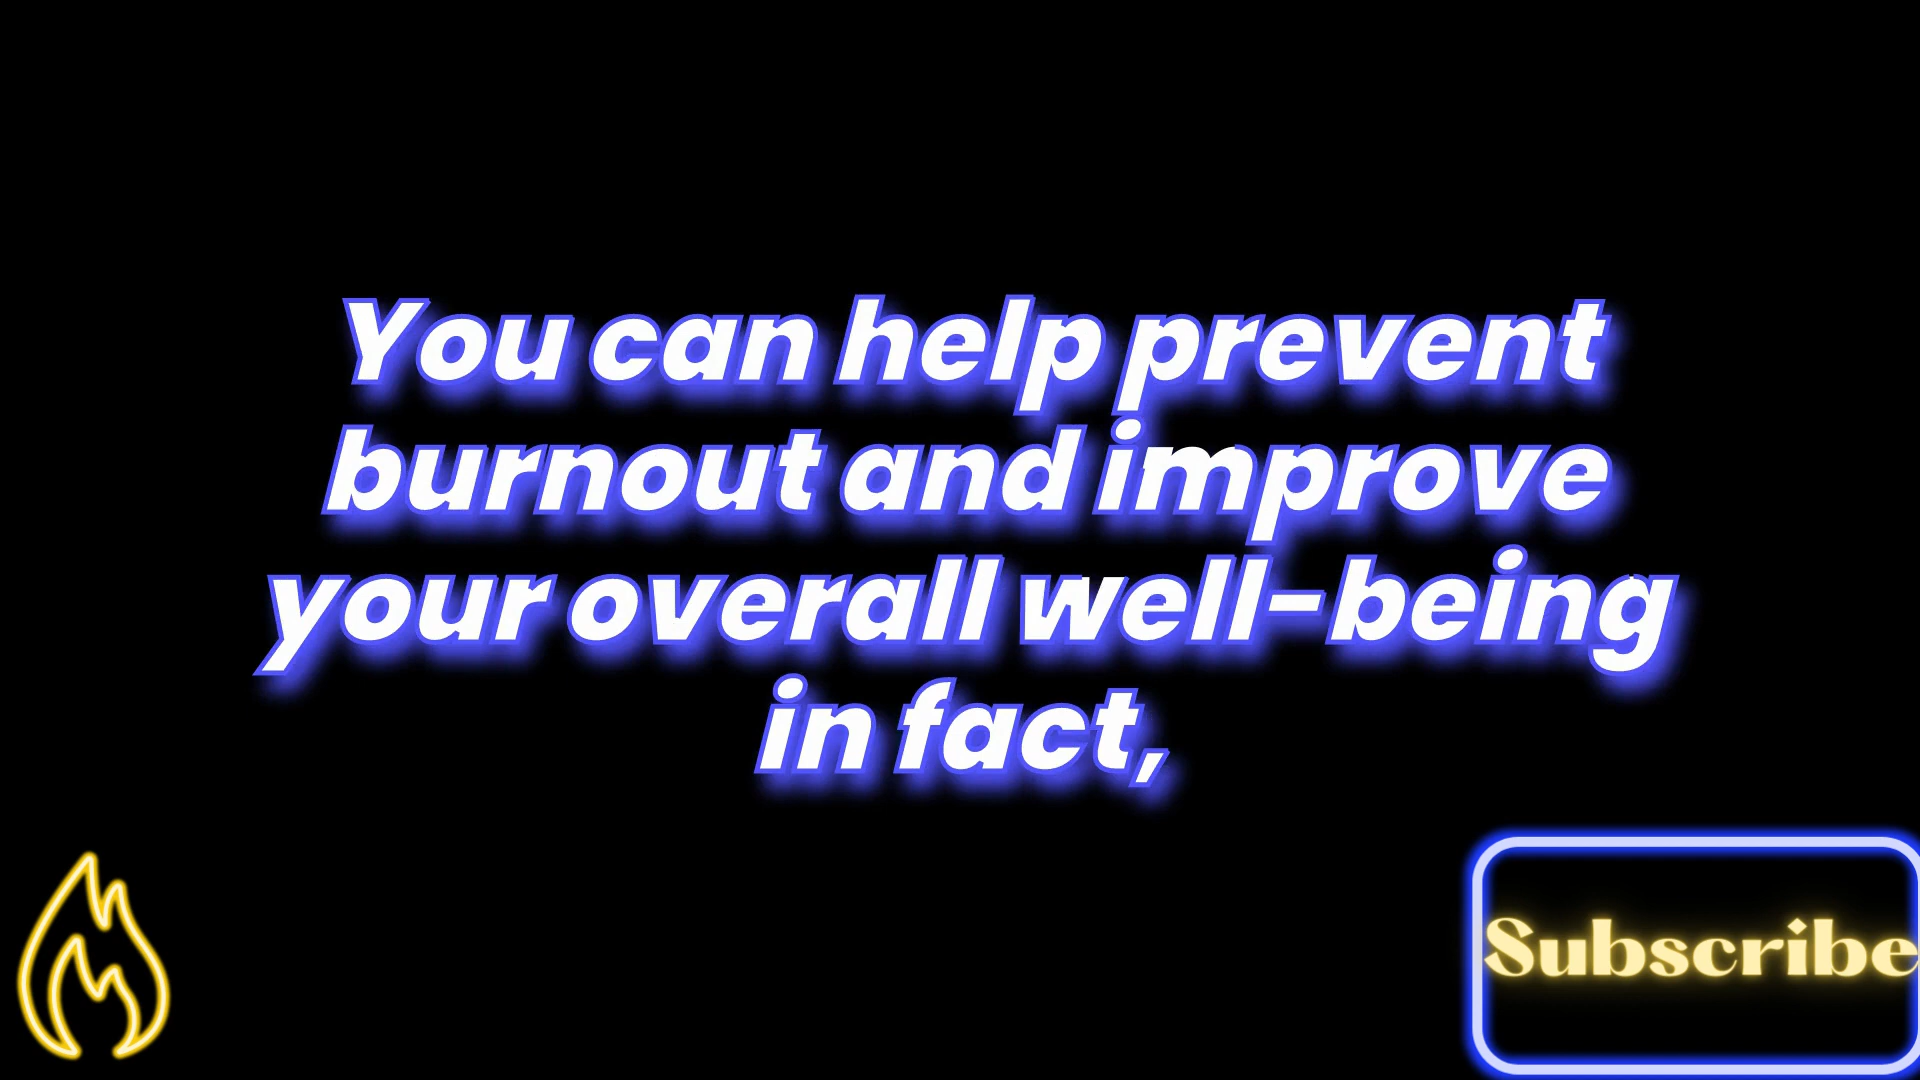 You can help prevent
burnout and improve
your overall well-being
in fact,
Subscribe